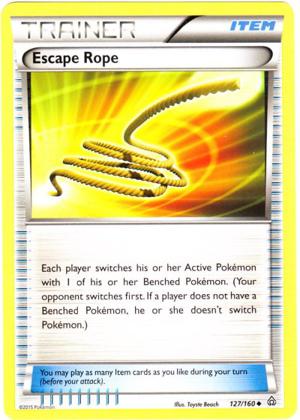 TRAINER ITEM
Escape Rope
Each player switches his or her Active Pokémon
with 1 of his or her Benched Pokémon. (Your
opponent switches first. If a player does not have a
Benched Pokémon, he or she doesn't switch
Pokémon.)
You may play as many Item cards as you like during your turn
(before your attack).
©2015 Pokémon Illus. Toyste Beach 127/160